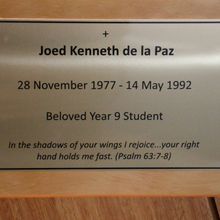 +
Joed Kenneth de la Paz
28 November 1977 - 14 May 1992
Beloved Year 9 Student
In the shadows of your wings I rejoice...your right
hand holds me fast. (Psalm 63:7-8)